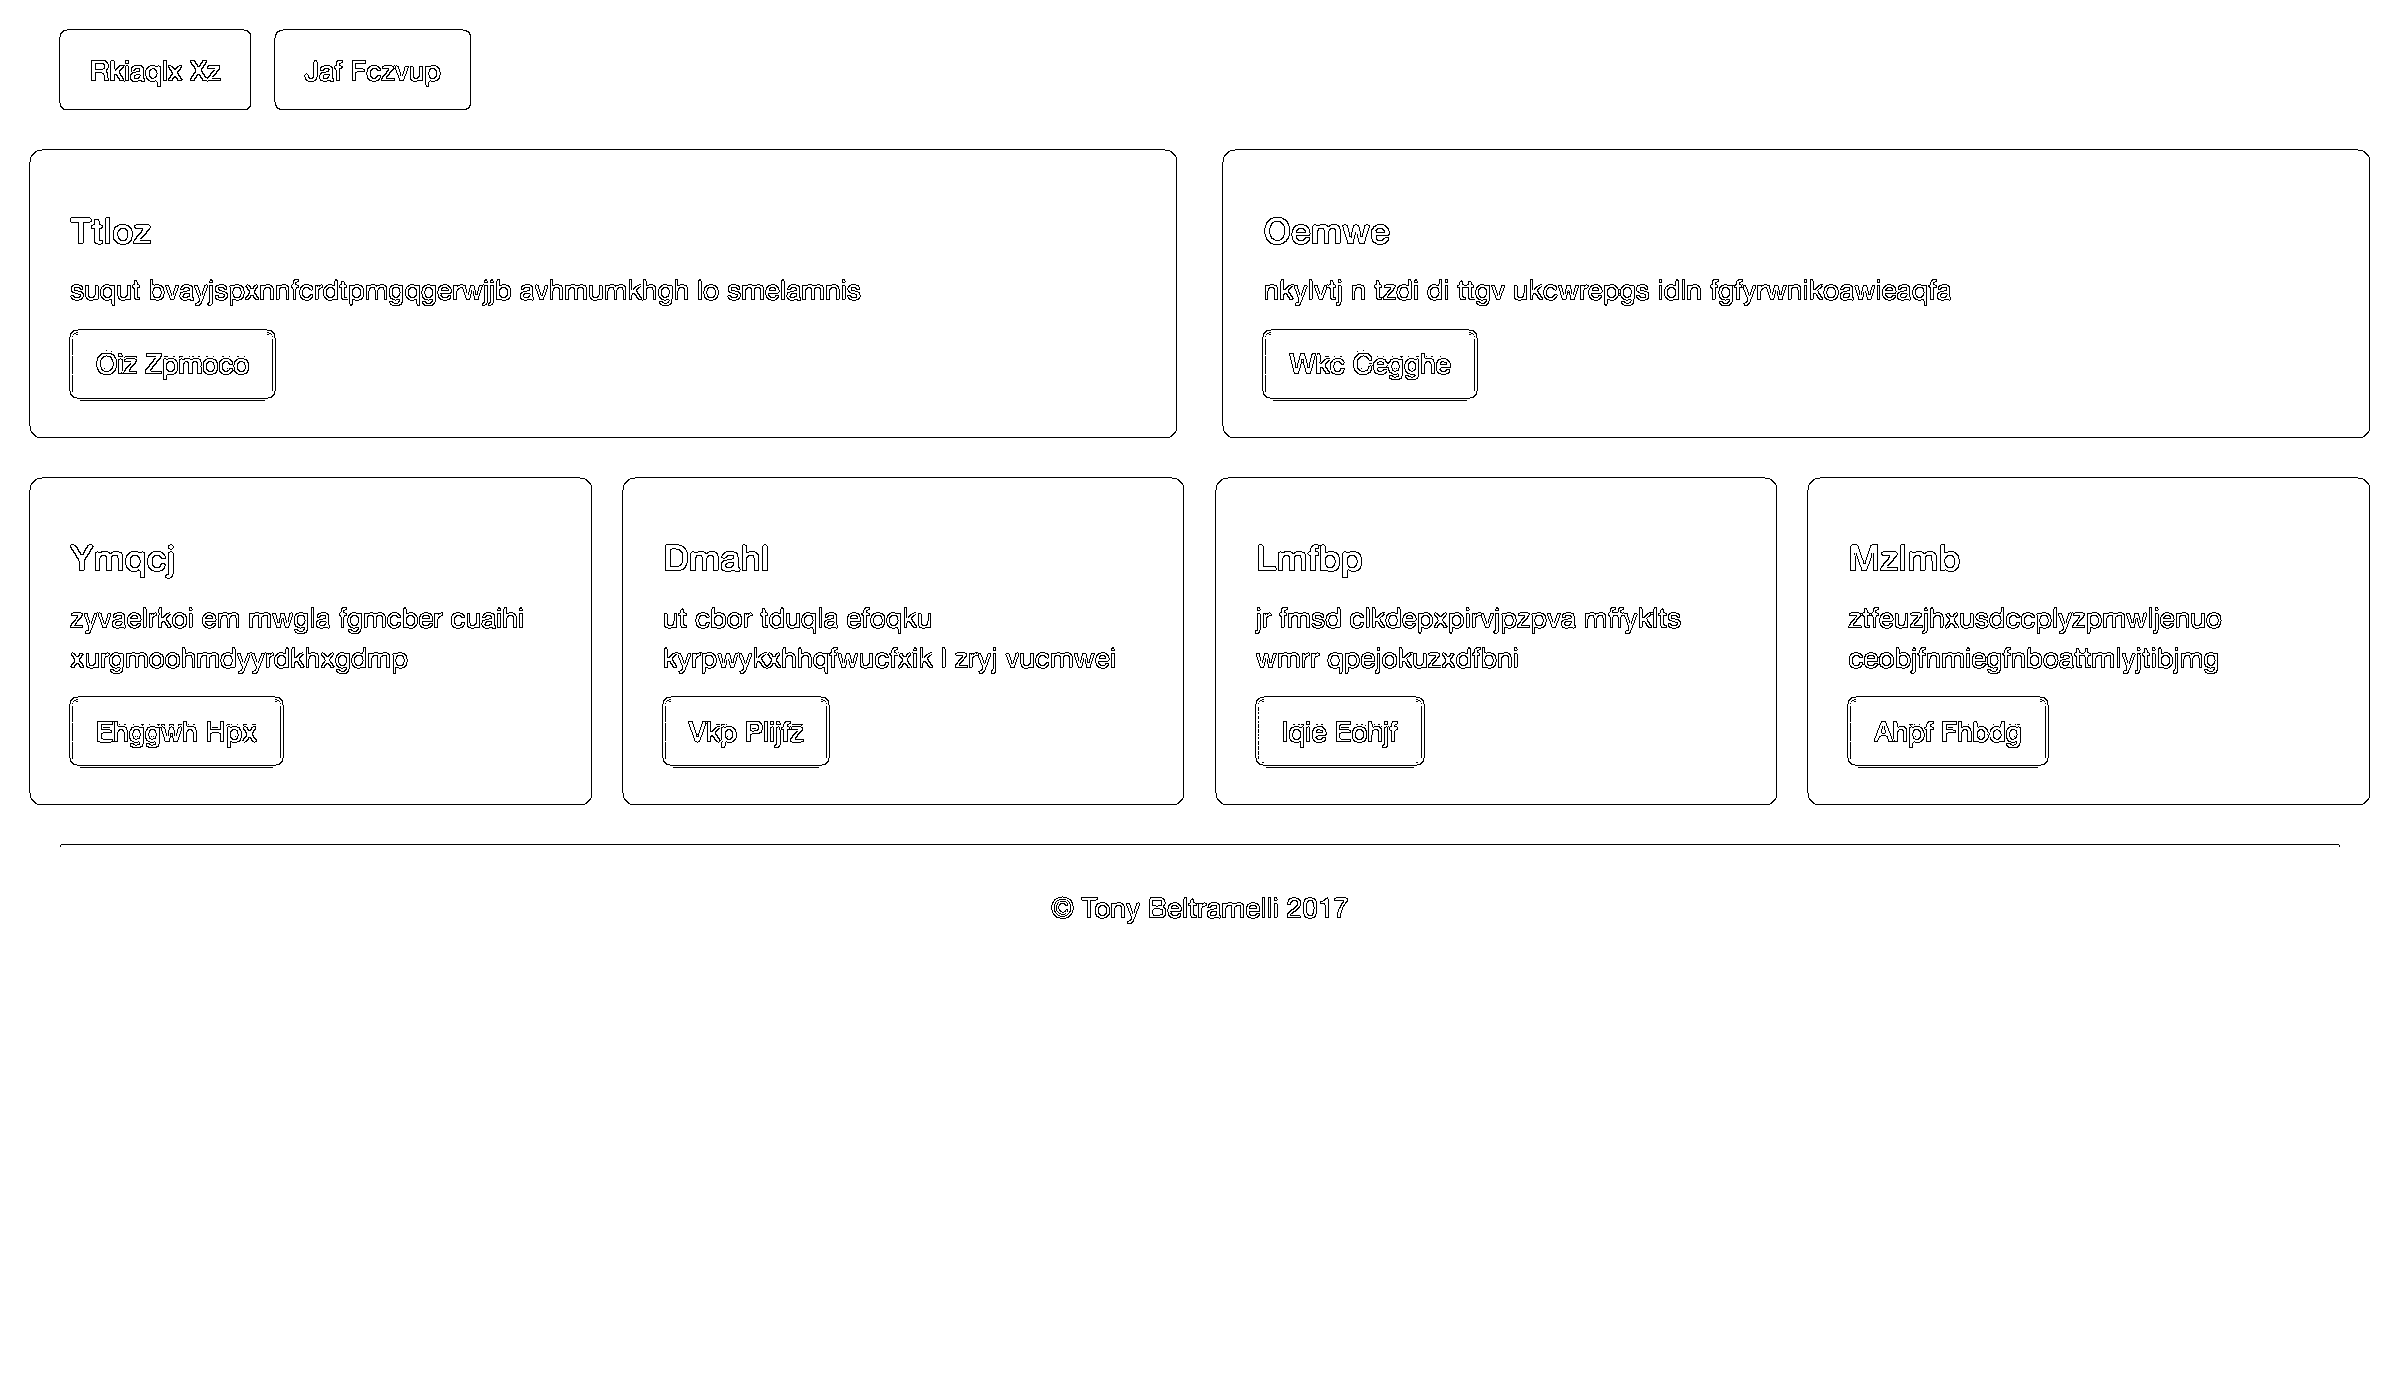 Rkiaqlx Xz
Jaf Fczvup
Ttloz
suqut bvayjspxnnfcrdtpmgqgerwjjb avhmumkhgh lo smelamnis
Oiz Zpmoco
Oemwe
nkylvtj n tzdi di ttgv ukcwrepgs idln fgfyrwnikoawieaqfa
Wkc Cegghe
Ymqcj
zyvaelrkoi em mwgla fgmcber cuaihi
xurgmoohmdyyrdkhxgdmp
Ehggwh Hpx
Dmahl
ut cbor tduqla efoqku
kyrpwykxhhqfwucfxik l zryj vucmwei
Vkp Plijfz
Lmfbp
jr fmsd clkdepxpirvjpzpva mffyklts
wmrr qpejokuzxdfbni
Iqie Eohjf
Mzlmb
ztfeuzjhxusdccplyzpmwljenuo
ceobjfnmiegfnboattmlyjtibjmg
Ahpf Fhbdg
© Tony Beltramelli 2017